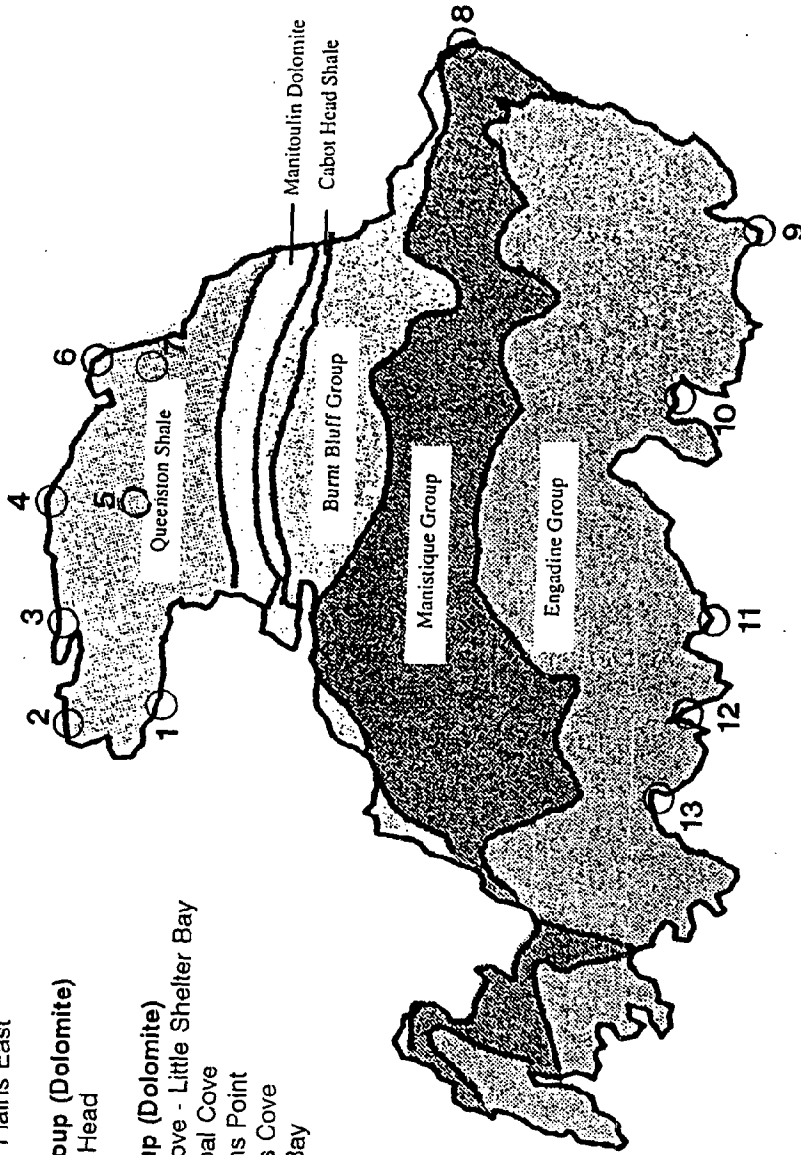 Plains East
oup (Dolomite)
Head
up (Dolomite)
ove - Little Shelter Bay
Cove
ns Point
s Cove
Bay
8
Manitoulin Dolomite
Cabot Head Shale
6
7
4
5
3
2
1
Queenston Shale
Burnt Bluff Group
Manistique Group
Engadine Group
9
10
11
12
13